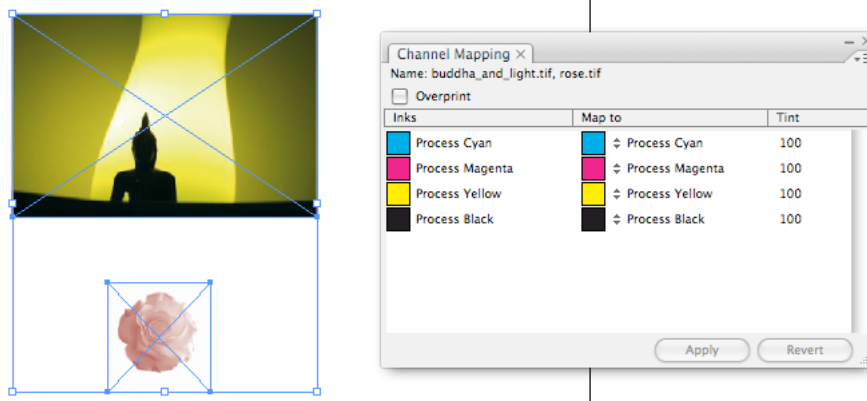 Channel Mapping
Name: buddha_and_light.tif, rose.tif
Overprint
Inks Map to Tint
Process Cyan Process Cyan 100
Process Magenta Process Magenta 100
Process Yellow Process Yellow 100
Process Black Process Black 100
Apply Revert